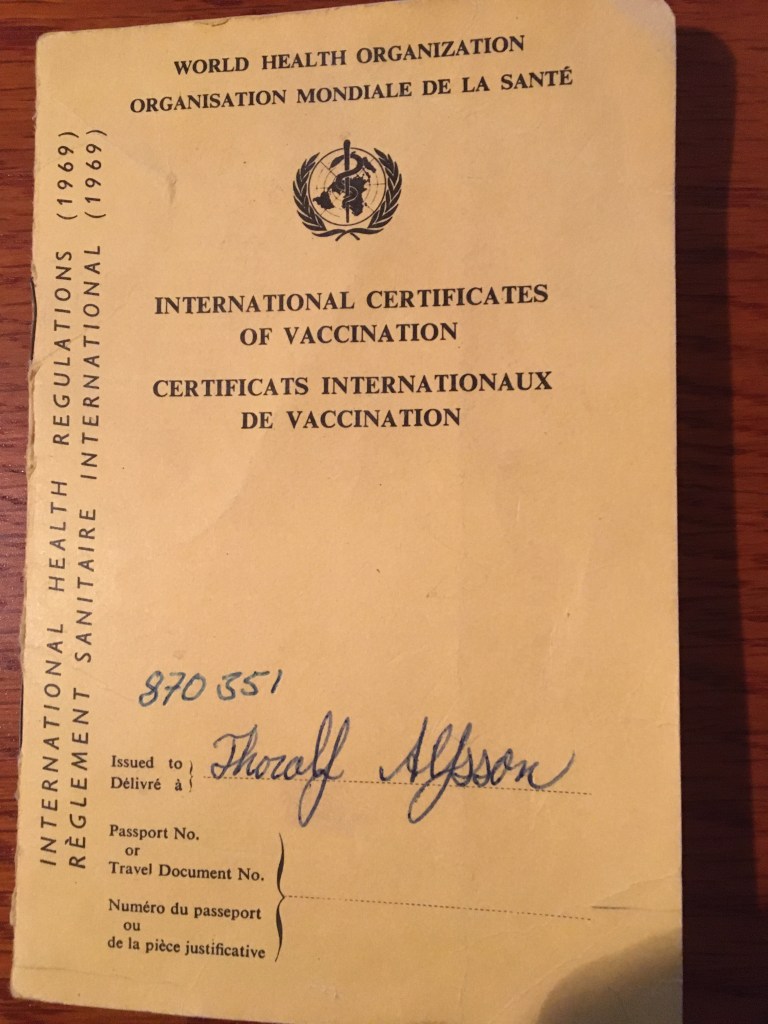 WORLD HEALTH ORGANIZATION
ORGANISATION MONDIALE DE LA SANTÉ
INTERNATIONAL HEALTH REGULATIONS (1969)
RÈGLEMENT SANITAIRE INTERNATIONAL (1969)
INTERNATIONAL CERTIFICATES
OF VACCINATION
CERTIFICATS INTERNATIONAUX
DE VACCINATION
870 351
Issued to Thoralf Alfsson
Délivré à
Passport No.
or
Travel Document No.
Numéro du passeport
ou
de la pièce justificative